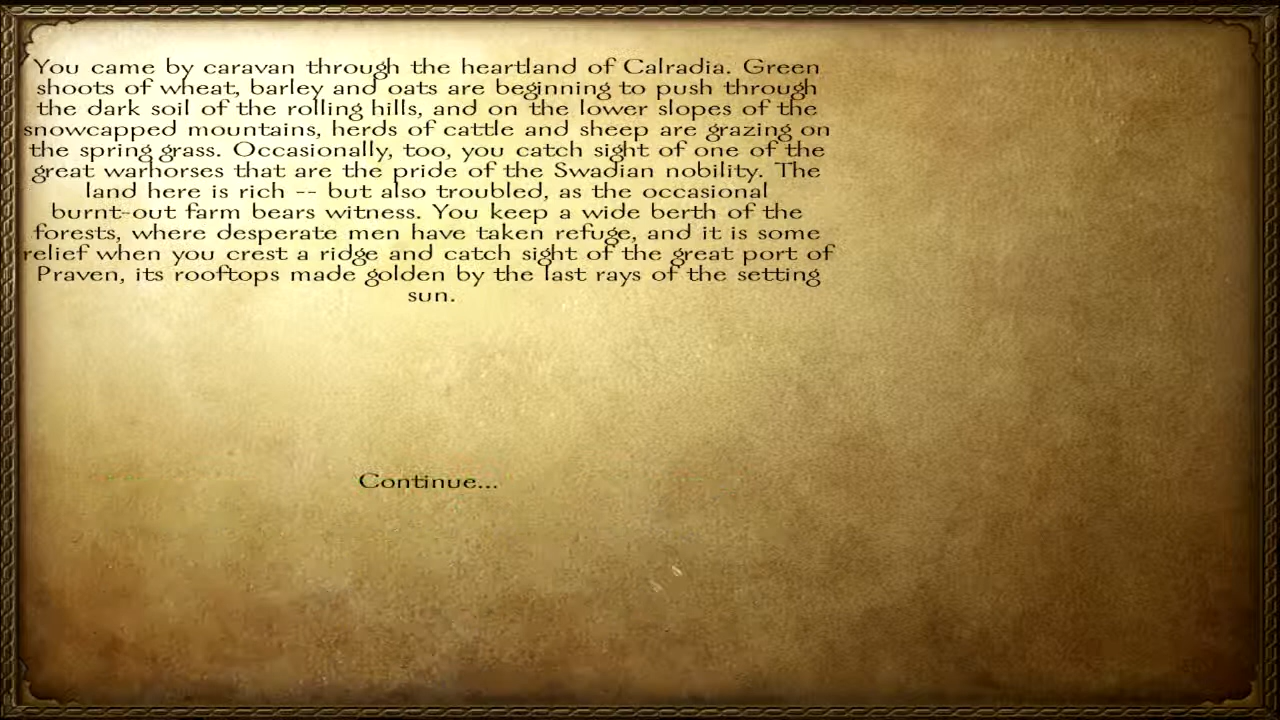 You came by caravan through the heartland of Calradia. Green
shoots of wheat, barley and oats are beginning to push through
the dark soil of the rolling hills, and on the lower slopes of the
snowcapped mountains, herds of cattle and sheep are grazing on
the spring grass. Occasionally, too, you catch sight of one of the
great warhorses that are the pride of the Swadian nobility. The
land here is rich -- but also troubled, as the occasional
burnt-out farm bears witness. You keep a wide berth of the
forests, where desperate men have taken refuge, and it is some
relief when you crest a ridge and catch sight of the great port of
Praven, its rooftops made golden by the last rays of the setting
sun.
Continue...